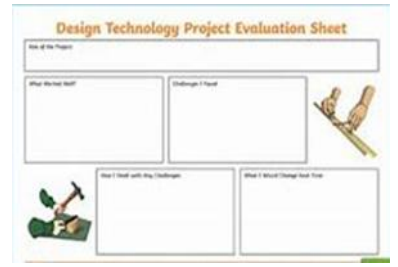 Design Technology Project Evaluation Sheet
Aim of the Project
What Worked Well?
Challenges I Faced
How I Dealt with Any Challenges
What I Would Change Next Time